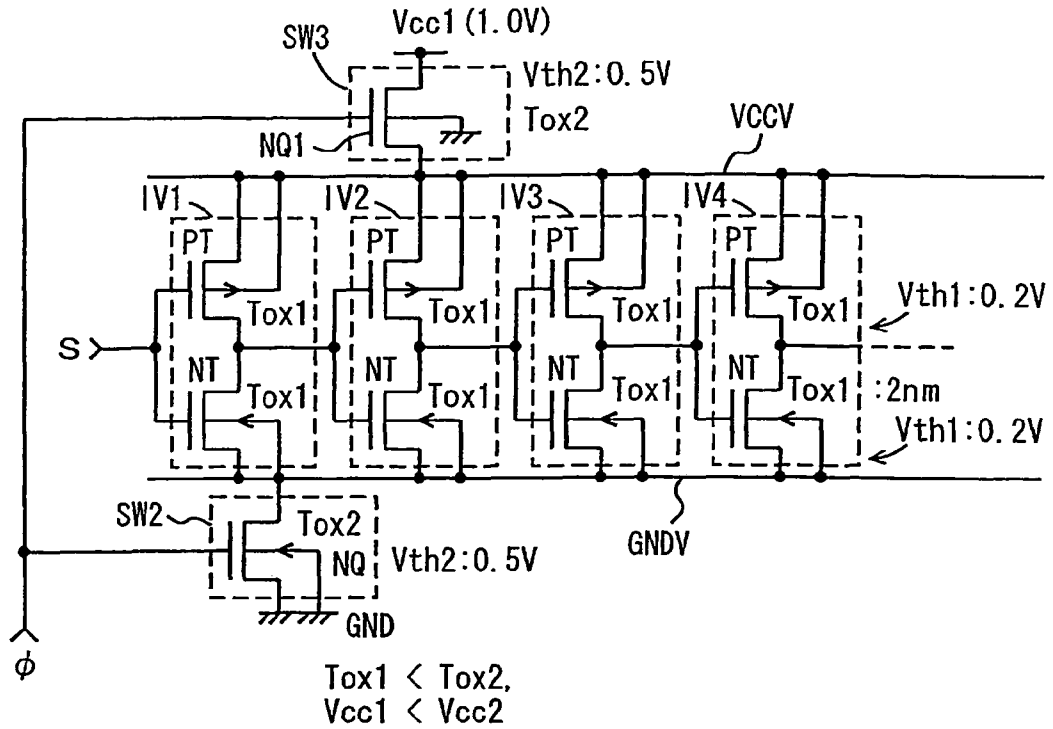 Vcc1(1.0V)
SW3
Vth2:0.5V
Tox2
NQ1
VCCV
IV1
IV2
IV3
IV4
PT
PT
PT
PT
Tox1
Tox1
Tox1
Tox1
Vth1:0.2V
S
NT
NT
NT
NT
Tox1
Tox1
Tox1
Tox1
:2nm
Vth1:0.2V
SW2
Tox2
NQ
Vth2:0.5V
GNDV
GND
φ
Tox1 < Tox2,
Vcc1 < Vcc2